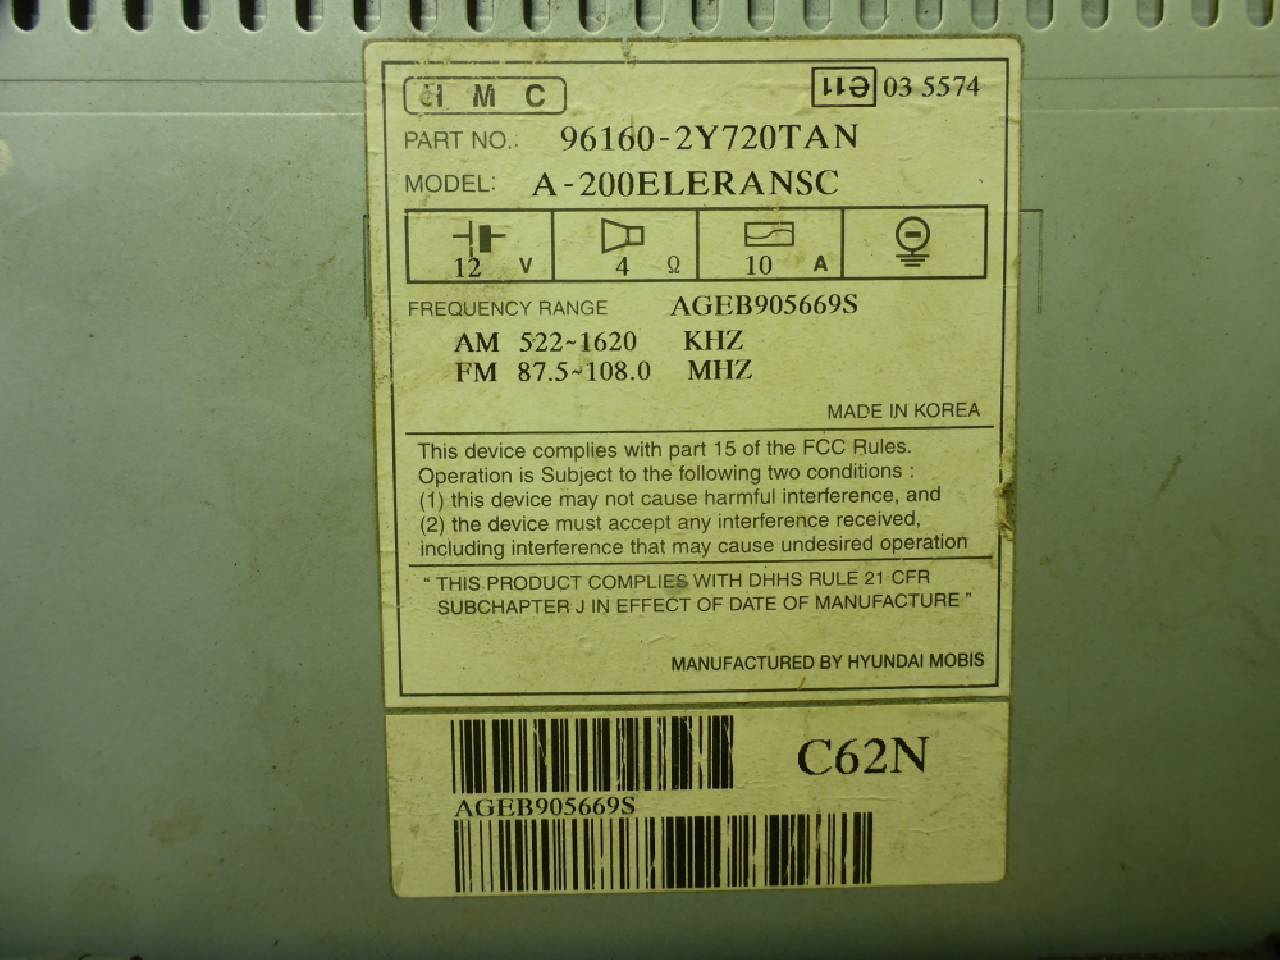 H M C
e11 03 5574
PART NO.: 96160-2Y720TAN
MODEL: A-200ELERANSC
12 V 4 Ω 10 A
FREQUENCY RANGE AGEB905669S
AM 522~1620 KHZ
FM 87.5~108.0 MHZ
MADE IN KOREA
This device complies with part 15 of the FCC Rules.
Operation is Subject to the following two conditions :
(1) this device may not cause harmful interference, and
(2) the device must accept any interference received,
including interference that may cause undesired operation
“ THIS PRODUCT COMPLIES WITH DHHS RULE 21 CFR
SUBCHAPTER J IN EFFECT OF DATE OF MANUFACTURE ”
MANUFACTURED BY HYUNDAI MOBIS
C62N
AGEB905669S